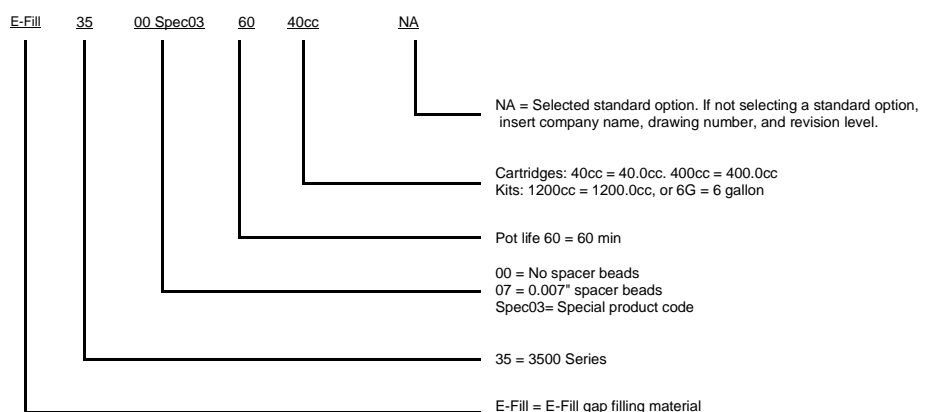 E-Fill 35 00 Spec03 60 40cc NA
NA = Selected standard option. If not selecting a standard option,
insert company name, drawing number, and revision level.
Cartridges: 40cc = 40.0cc. 400cc = 400.0cc
Kits: 1200cc = 1200.0cc, or 6G = 6 gallon
Pot life 60 = 60 min
00 = No spacer beads
07 = 0.007" spacer beads
Spec03= Special product code
35 = 3500 Series
E-Fill = E-Fill gap filling material